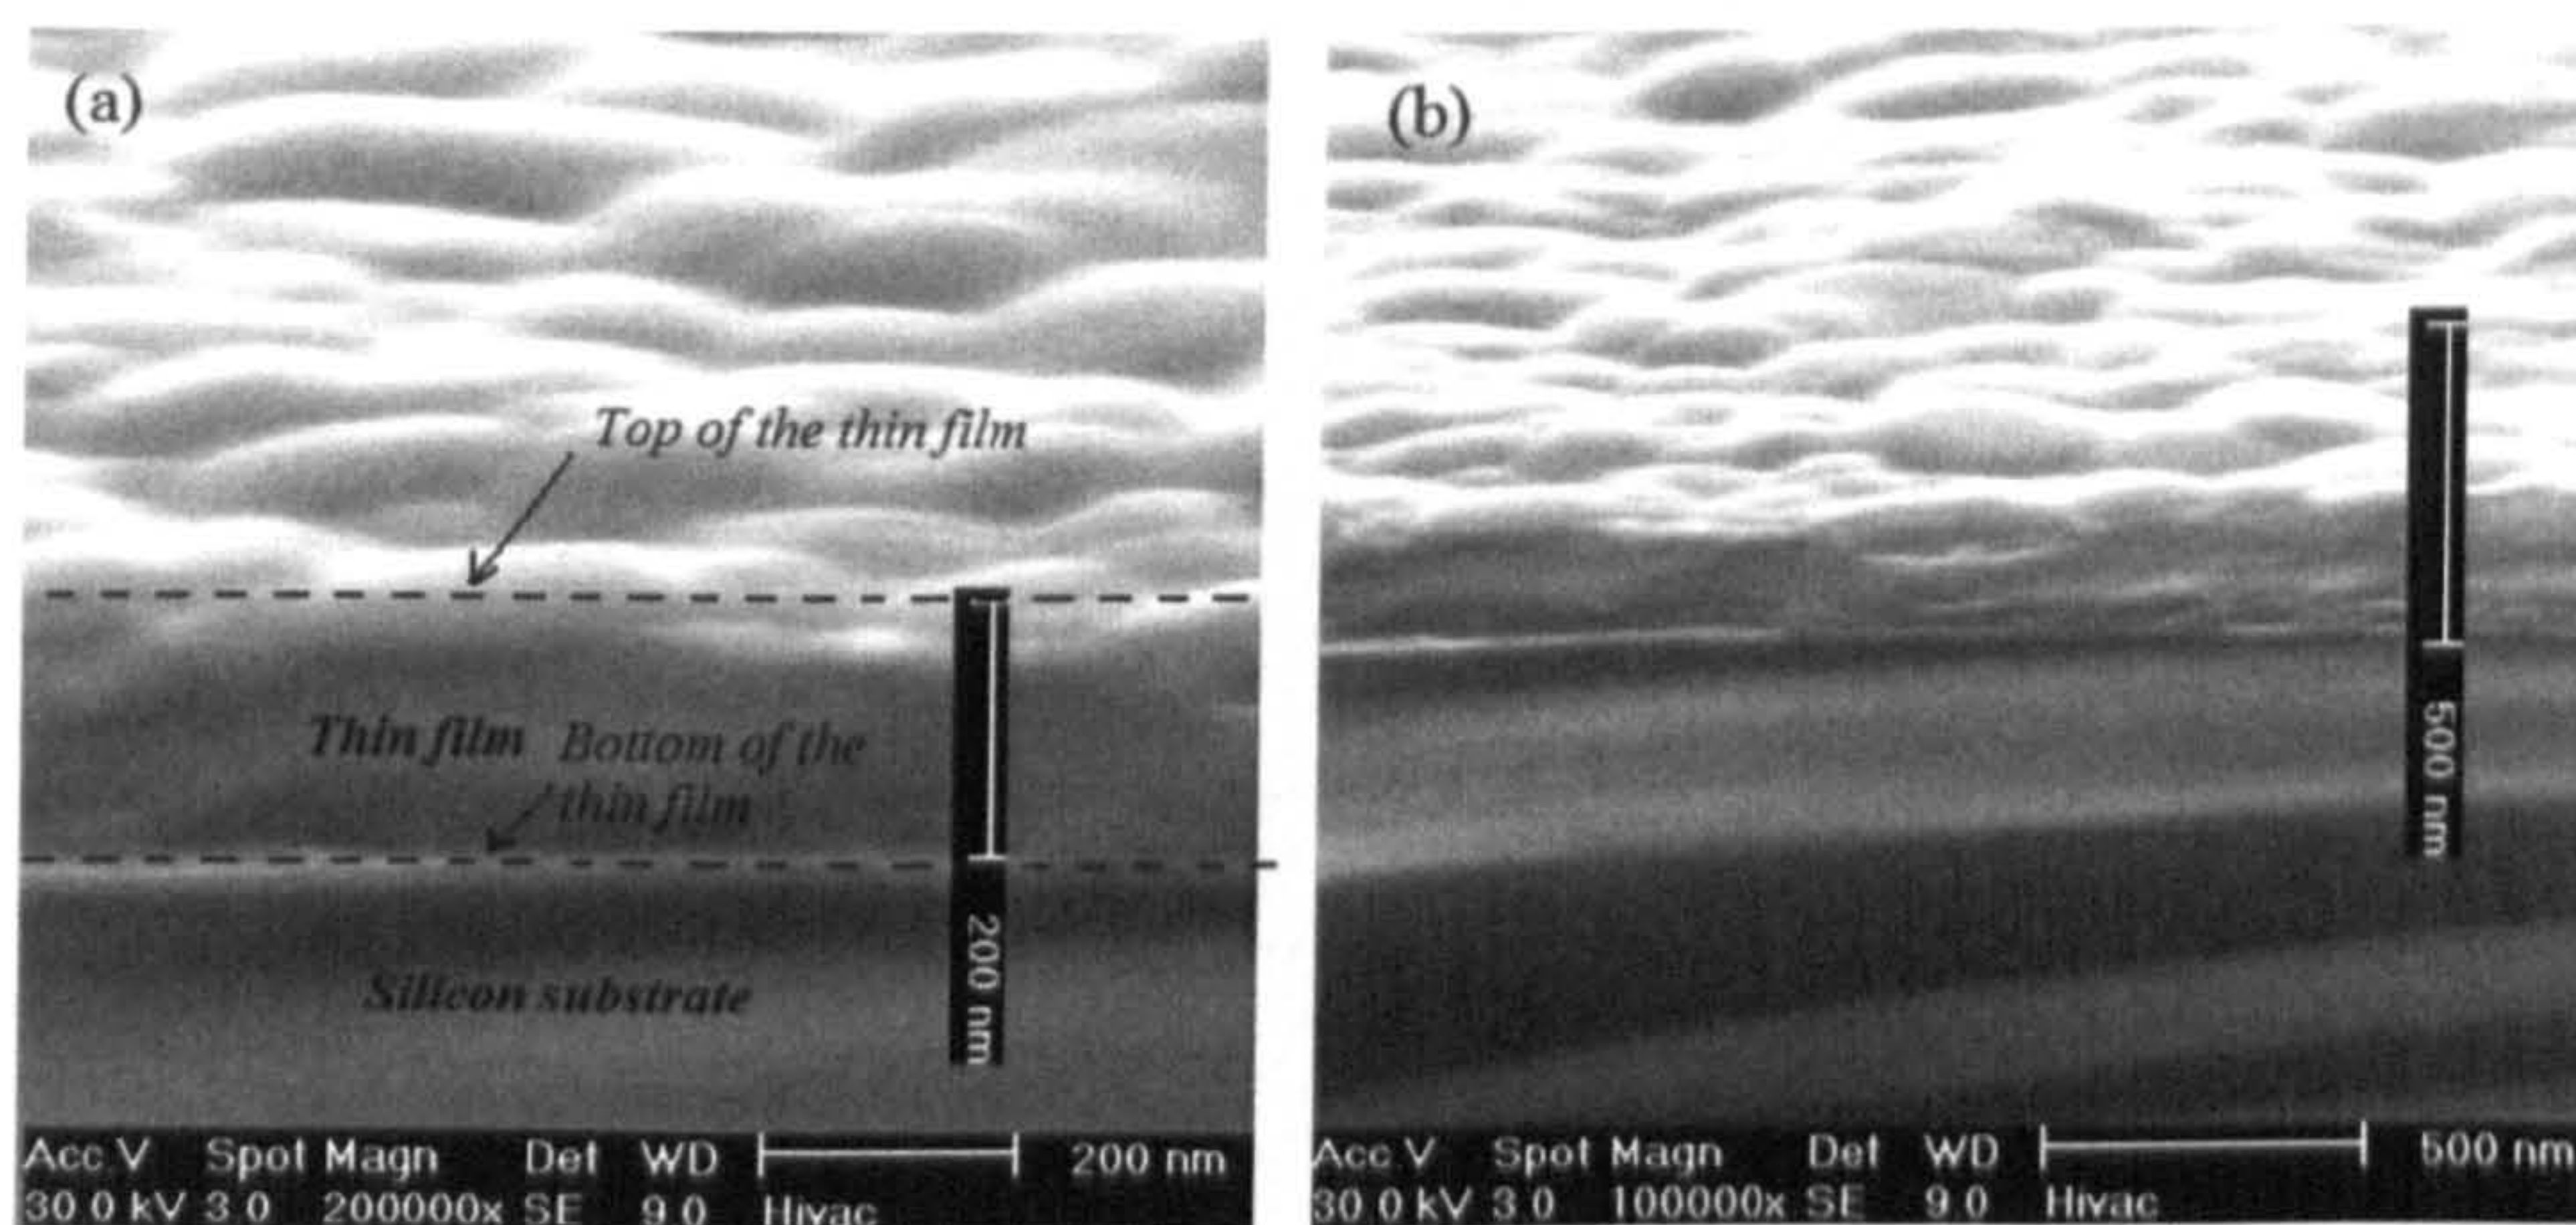 (a)
Top of the thin film
Thin film
Bottom of the
thin film
200 nm
Silicon substrate
Acc.V Spot Magn Det WD 200 nm
30.0 kV 3.0 200000x SE 9.0 Hivac
(b)
500 nm
Acc.V Spot Magn Det WD 500 nm
30.0 kV 3.0 100000x SE 9.0 Hivac